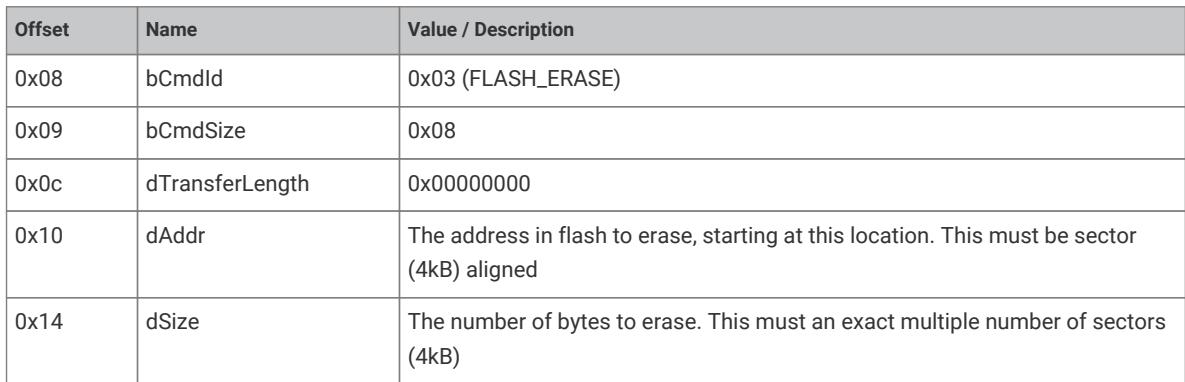 Offset Name Value / Description
0x08 bCmdId 0x03 (FLASH_ERASE)
0x09 bCmdSize 0x08
0x0c dTransferLength 0x00000000
0x10 dAddr The address in flash to erase, starting at this location. This must be sector
(4kB) aligned
0x14 dSize The number of bytes to erase. This must an exact multiple number of sectors
(4kB)